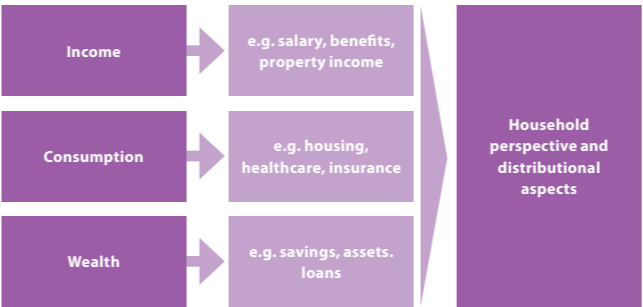 Income
e.g. salary, benefits,
property income
Consumption
e.g. housing,
healthcare, insurance
Wealth
e.g. savings, assets.
loans
Household
perspective and
distributional
aspects